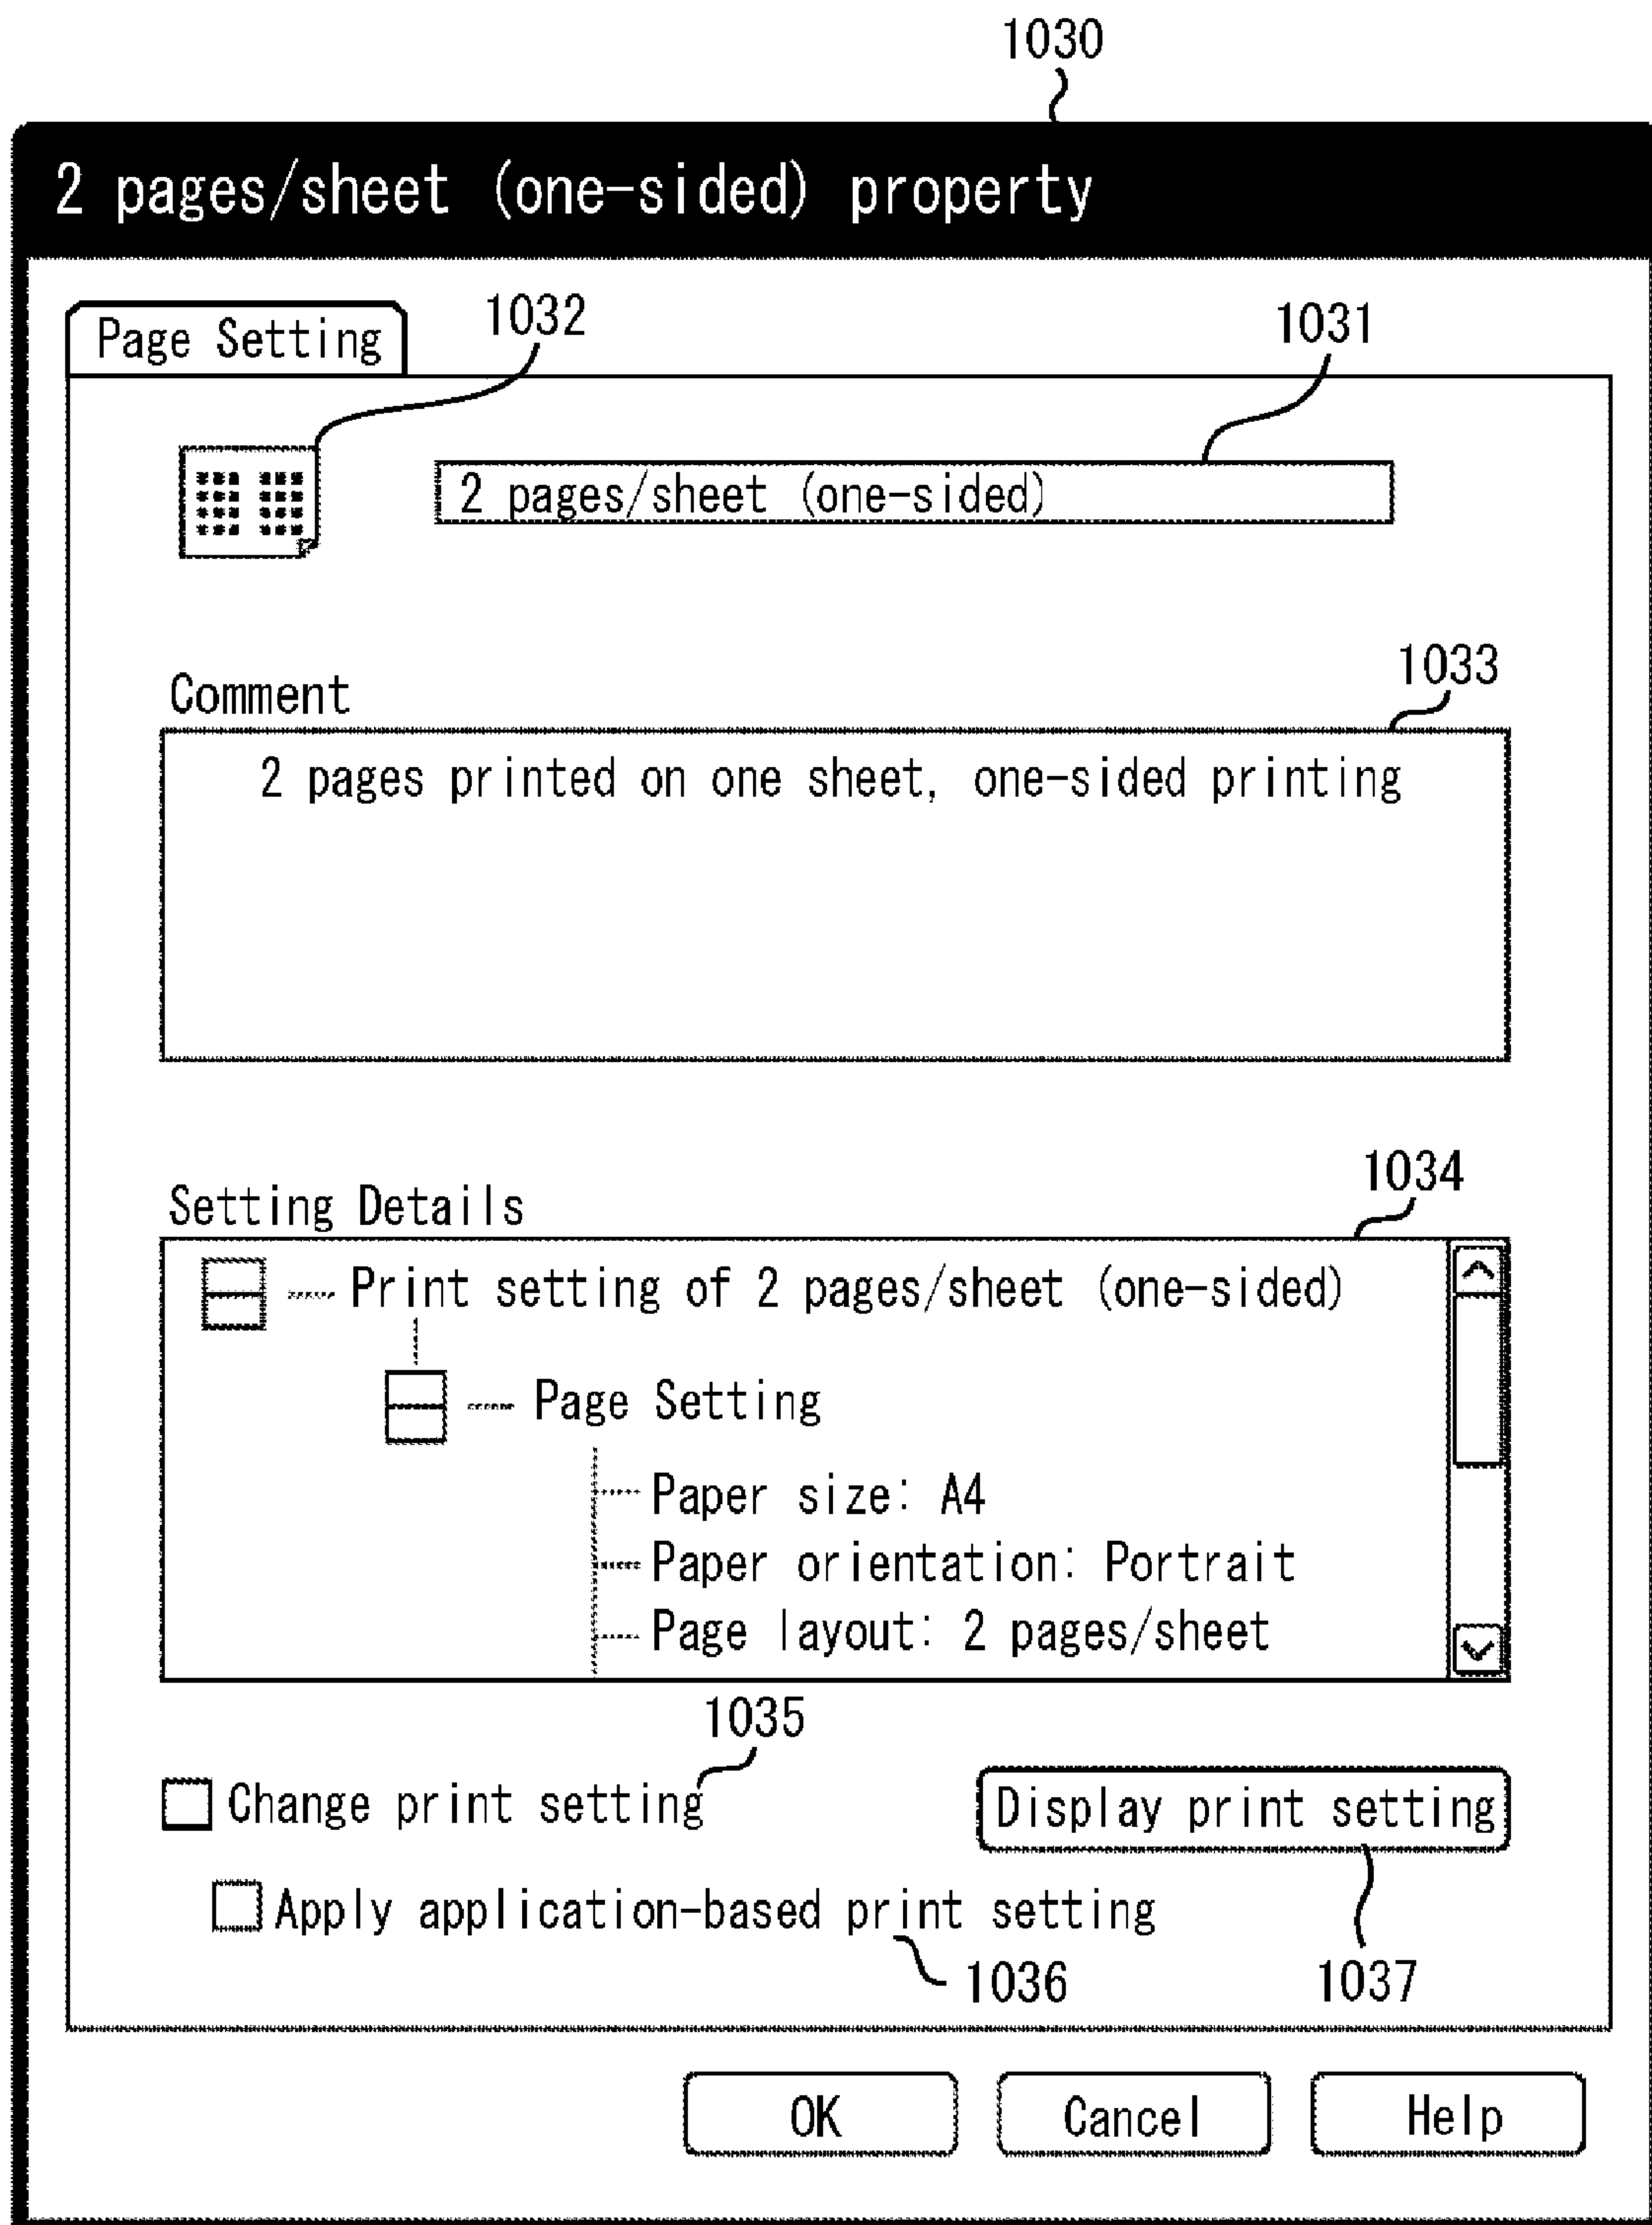 1030
2 pages/sheet (one-sided) property
Page Setting
1032
1031
2 pages/sheet (one-sided)
1033
Comment
2 pages printed on one sheet, one-sided printing
1034
Setting Details
Print setting of 2 pages/sheet (one-sided)
Page Setting
Paper size: A4
Paper orientation: Portrait
Page layout: 2 pages/sheet
1035
Change print setting
Display print setting
Apply application-based print setting
1036
1037
OK
Cancel
Help